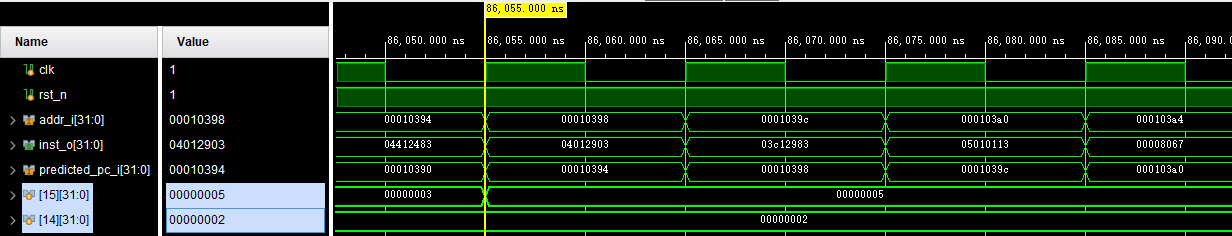 86,055.000 ns
Name Value
86,050.000 ns 86,055.000 ns 86,060.000 ns 86,065.000 ns 86,070.000 ns 86,075.000 ns 86,080.000 ns 86,085.000 ns 86,090.
clk 1
rst_n 1
addr_i[31:0] 00010398 00010394 00010398 0001039c 000103a0 000103a4
inst_o[31:0] 04012903 04412483 04012903 03c12983 05010113 00008067
predicted_pc_i[31:0] 00010394 00010390 00010394 00010398 0001039c 000103a0
[15][31:0] 00000005 00000003 00000005
[14][31:0] 00000002 00000002